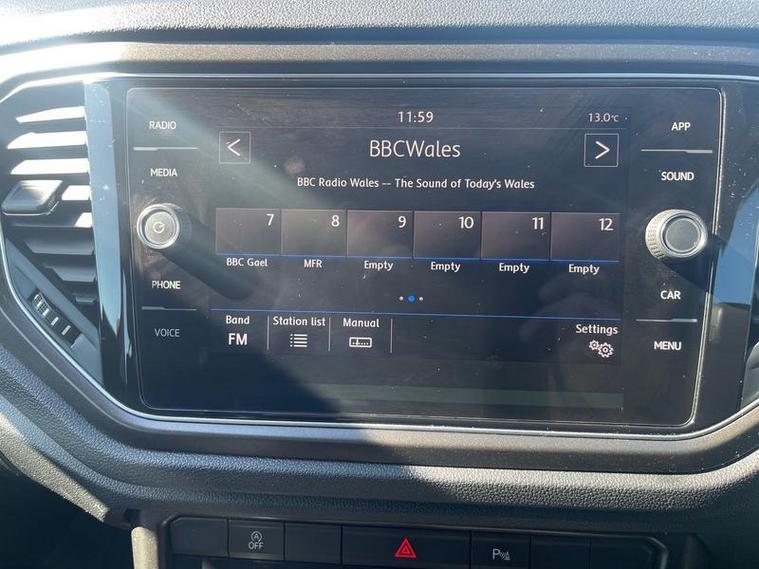 11:59
13.0°C
RADIO
APP
<
BBCWales
>
MEDIA
SOUND
BBC Radio Wales -- The Sound of Today's Wales
7
8
9
10
11
12
BBC Gael
MFR
Empty
Empty
Empty
Empty
PHONE
CAR
Band
Station list
Manual
Settings
FM
VOICE
MENU
A
OFF
P